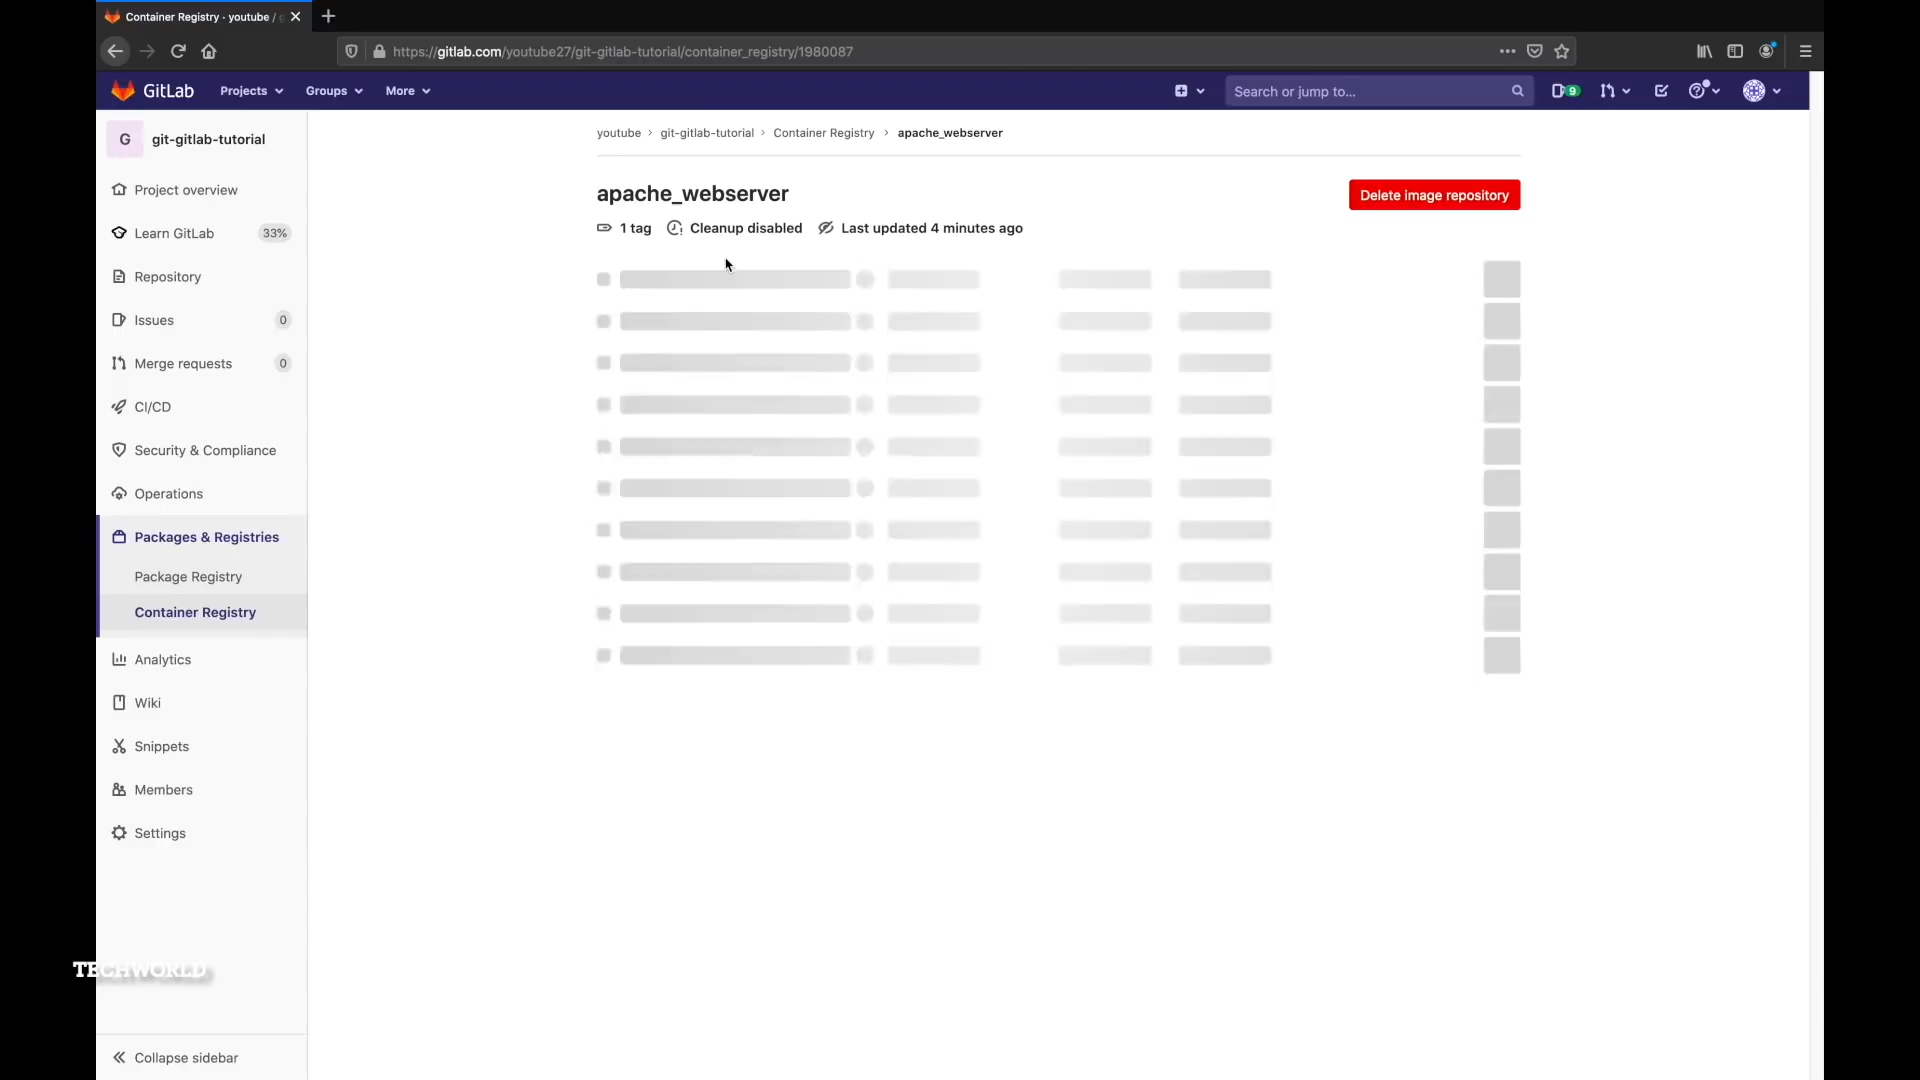 Container Registry · youtube / g
https://gitlab.com/youtube27/git-gitlab-tutorial/container_registry/1980087
GitLab Projects Groups More Search or jump to... 9
G git-gitlab-tutorial
Project overview
Learn GitLab 33%
Repository
Issues 0
Merge requests 0
CI/CD
Security & Compliance
Operations
Packages & Registries
Package Registry
Container Registry
Analytics
Wiki
Snippets
Members
Settings
Collapse sidebar
youtube > git-gitlab-tutorial > Container Registry > apache_webserver
apache_webserver
Delete image repository
1 tag Cleanup disabled Last updated 4 minutes ago
TECHWORLD